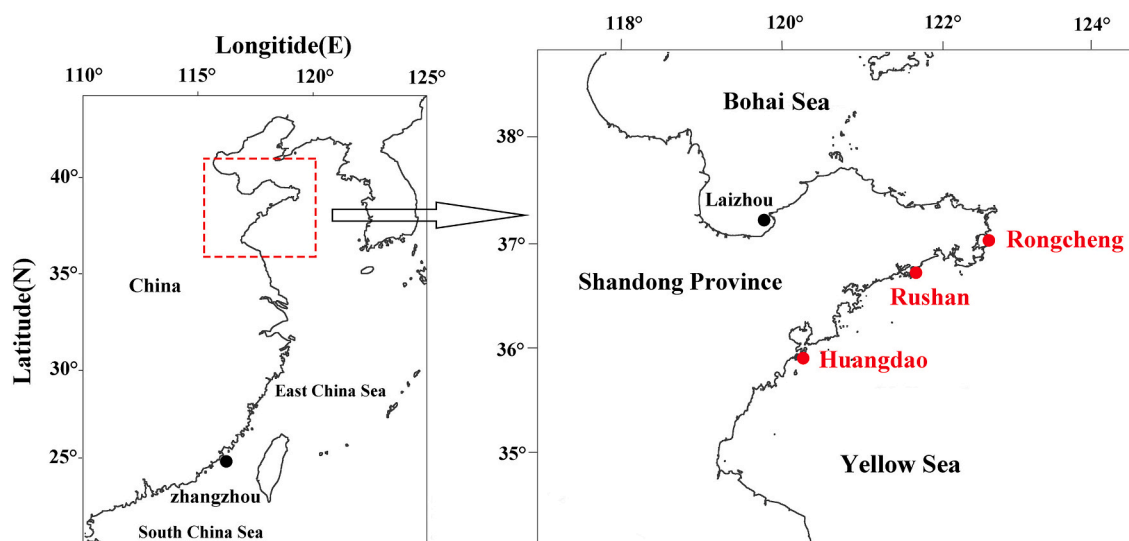 Longitide(E)
110° 115° 120° 125°
40°
35°
30°
25°
Latitude(N)
China
East China Sea
zhangzhou
South China Sea
118° 120° 122° 124°
38°
37°
36°
35°
Bohai Sea
Laizhou
Rongcheng
Shandong Province
Rushan
Huangdao
Yellow Sea